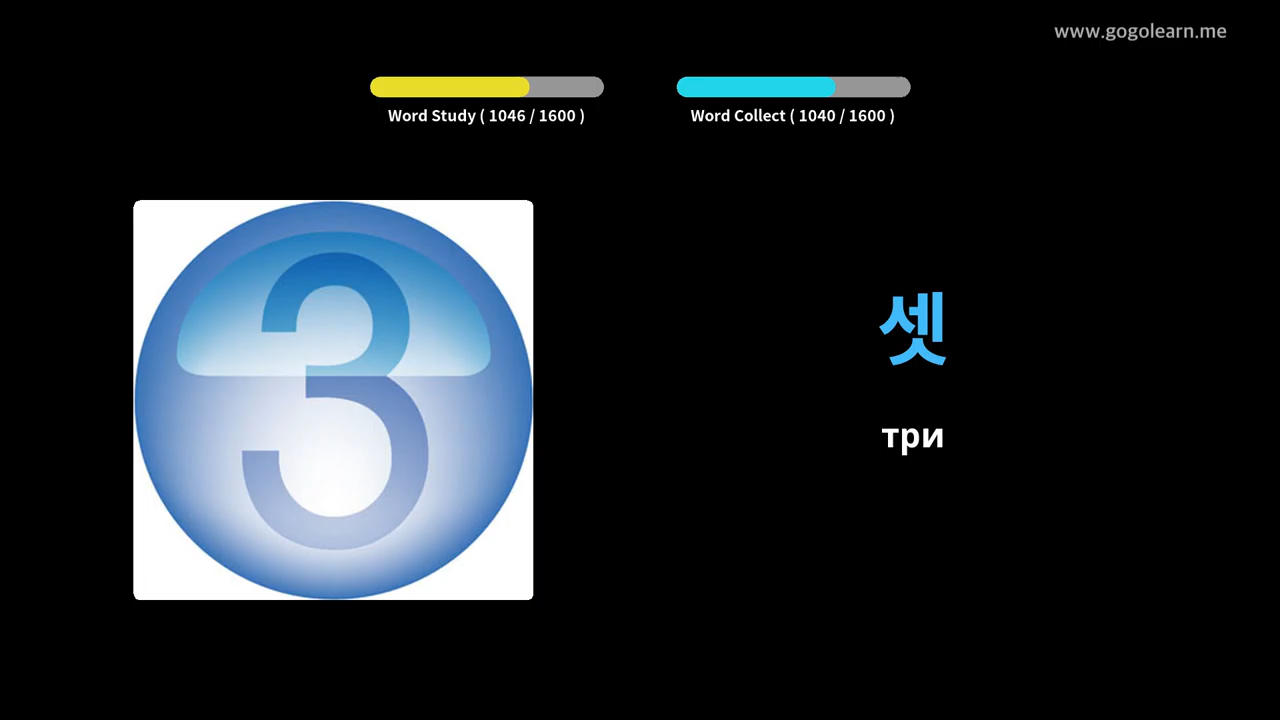 www.gogolearn.me
Word Study ( 1046 / 1600 )
Word Collect ( 1040 / 1600 )
3
셋
три